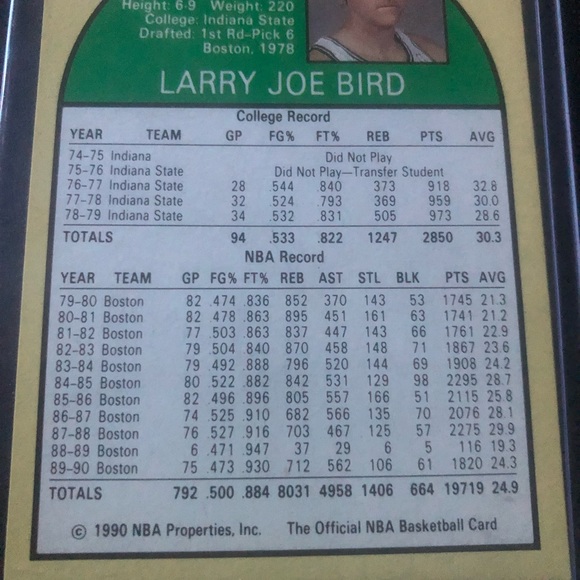 Height: 6-9 Weight: 220
College: Indiana State
Drafted: 1st Rd-Pick 6
Boston, 1978
LARRY JOE BIRD
College Record
YEAR TEAM GP FG% FT% REB PTS AVG
74-75 Indiana Did Not Play
75-76 Indiana State Did Not Play—Transfer Student
76-77 Indiana State 28 .544 .840 373 918 32.8
77-78 Indiana State 32 .524 .793 369 959 30.0
78-79 Indiana State 34 .532 .831 505 973 28.6
TOTALS 94 .533 .822 1247 2850 30.3
NBA Record
YEAR TEAM GP FG% FT% REB AST STL BLK PTS AVG
79-80 Boston 82 .474 .836 852 370 143 53 1745 21.3
80-81 Boston 82 .478 .863 895 451 161 63 1741 21.2
81-82 Boston 77 .503 .863 837 447 143 66 1761 22.9
82-83 Boston 79 .504 .840 870 458 148 71 1867 23.6
83-84 Boston 79 .492 .888 796 520 144 69 1908 24.2
84-85 Boston 80 .522 .882 842 531 129 98 2295 28.7
85-86 Boston 82 .496 .896 805 557 166 51 2115 25.8
86-87 Boston 74 .525 .910 682 566 135 70 2076 28.1
87-88 Boston 76 .527 .916 703 467 125 57 2275 29.9
88-89 Boston 6 .471 .947 37 29 6 5 116 19.3
89-90 Boston 75 .473 .930 712 562 106 61 1820 24.3
TOTALS 792 .500 .884 8031 4958 1406 664 19719 24.9
© 1990 NBA Properties, Inc. The Official NBA Basketball Card